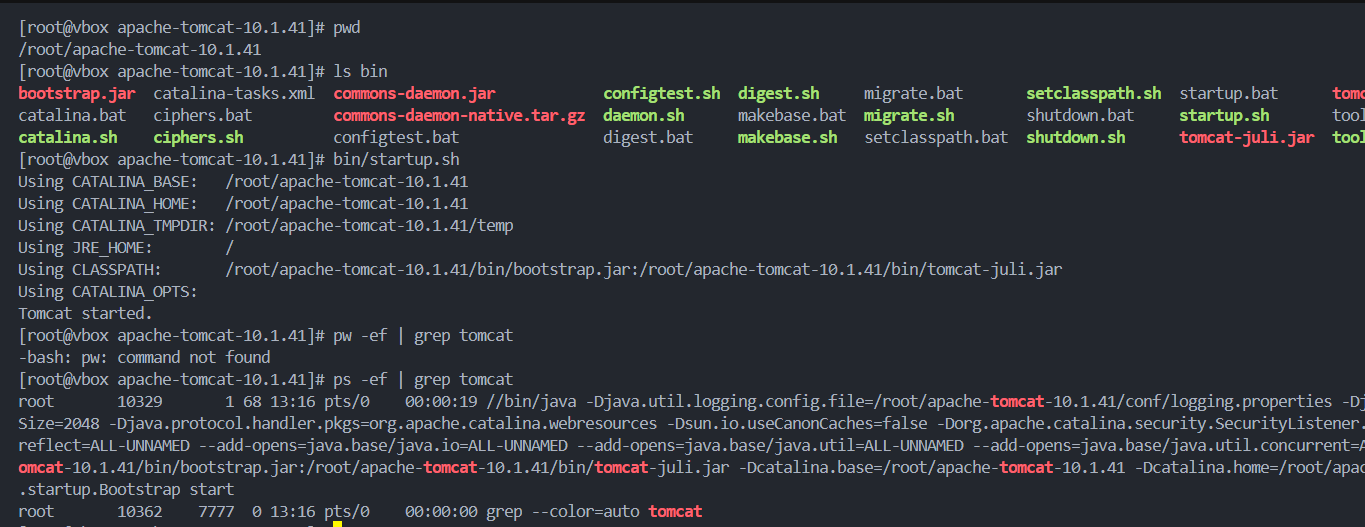 [root@vbox apache-tomcat-10.1.41]# pwd
/root/apache-tomcat-10.1.41
[root@vbox apache-tomcat-10.1.41]# ls bin
bootstrap.jar  catalina-tasks.xml  commons-daemon.jar            configtest.sh  digest.sh    migrate.bat       setclasspath.sh  startup.bat      tomc
catalina.bat   ciphers.bat         commons-daemon-native.tar.gz  daemon.sh      makebase.bat  migrate.sh       shutdown.bat     startup.sh       tool
catalina.sh    ciphers.sh          configtest.bat                digest.bat     makebase.sh  setclasspath.bat  shutdown.sh      tomcat-juli.jar  tool
[root@vbox apache-tomcat-10.1.41]# bin/startup.sh
Using CATALINA_BASE:   /root/apache-tomcat-10.1.41
Using CATALINA_HOME:   /root/apache-tomcat-10.1.41
Using CATALINA_TMPDIR: /root/apache-tomcat-10.1.41/temp
Using JRE_HOME:        /
Using CLASSPATH:       /root/apache-tomcat-10.1.41/bin/bootstrap.jar:/root/apache-tomcat-10.1.41/bin/tomcat-juli.jar
Using CATALINA_OPTS:
Tomcat started.
[root@vbox apache-tomcat-10.1.41]# pw -ef | grep tomcat
-bash: pw: command not found
[root@vbox apache-tomcat-10.1.41]# ps -ef | grep tomcat
root       10329       1 68 13:16 pts/0    00:00:19 //bin/java -Djava.util.logging.config.file=/root/apache-tomcat-10.1.41/conf/logging.properties -Dj
Size=2048 -Djava.protocol.handler.pkgs=org.apache.catalina.webresources -Dsun.io.useCanonCaches=false -Dorg.apache.catalina.security.SecurityListener.
reflect=ALL-UNNAMED --add-opens=java.base/java.io=ALL-UNNAMED --add-opens=java.base/java.util=ALL-UNNAMED --add-opens=java.base/java.util.concurrent=A
omcat-10.1.41/bin/bootstrap.jar:/root/apache-tomcat-10.1.41/bin/tomcat-juli.jar -Dcatalina.base=/root/apache-tomcat-10.1.41 -Dcatalina.home=/root/apac
.startup.Bootstrap start
root       10362    7777  0 13:16 pts/0    00:00:00 grep --color=auto tomcat